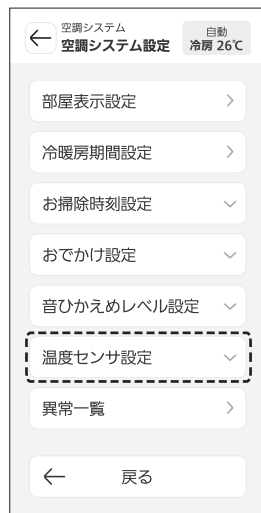 空調システム
空調システム設定
自動
冷房 26℃
部屋表示設定
冷暖房期間設定
お掃除時刻設定
おでかけ設定
音ひかえめレベル設定
温度センサ設定
異常一覧
戻る